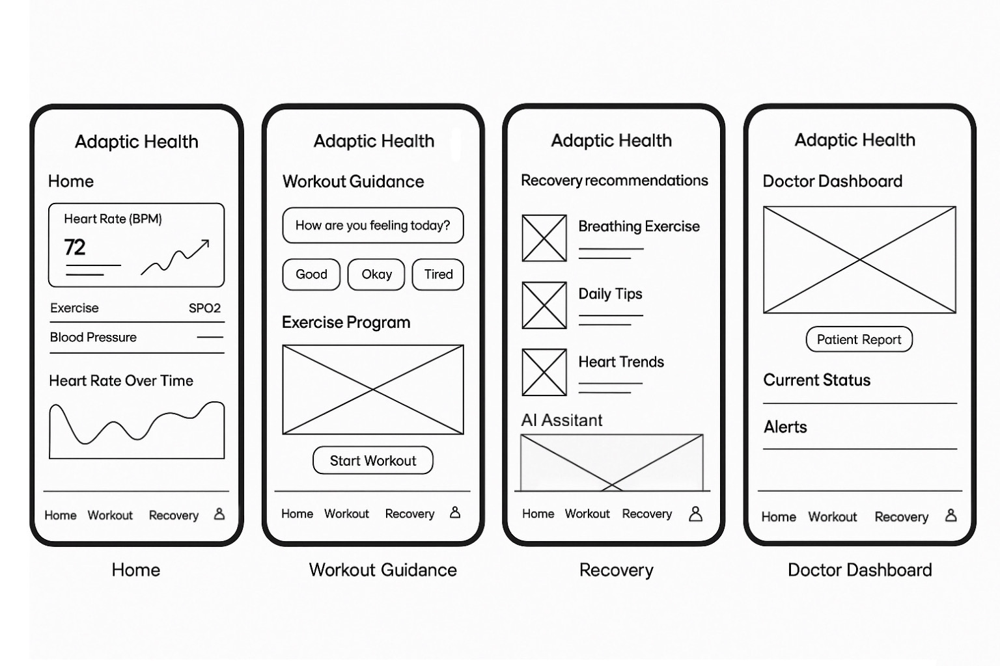 Adaptic Health
Home
Heart Rate (BPM)
72
Exercise SPO2
Blood Pressure
Heart Rate Over Time
Home Workout Recovery
Home
Adaptic Health
Workout Guidance
How are you feeling today?
Good Okay Tired
Exercise Program
Start Workout
Home Workout Recovery
Workout Guidance
Adaptic Health
Recovery recommendations
Breathing Exercise
Daily Tips
Heart Trends
AI Assitant
Home Workout Recovery
Recovery
Adaptic Health
Doctor Dashboard
Patient Report
Current Status
Alerts
Home Workout Recovery
Doctor Dashboard